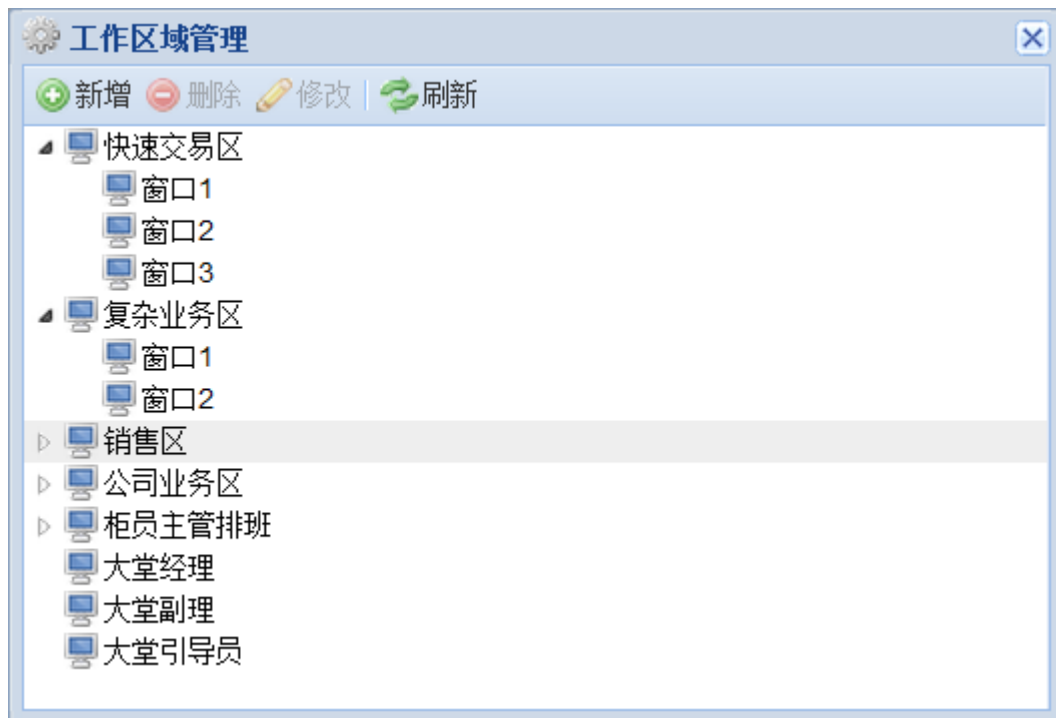 工作区域管理
新增 删除 修改 刷新
快速交易区
窗口1
窗口2
窗口3
复杂业务区
窗口1
窗口2
销售区
公司业务区
柜员主管排班
大堂经理
大堂副理
大堂引导员